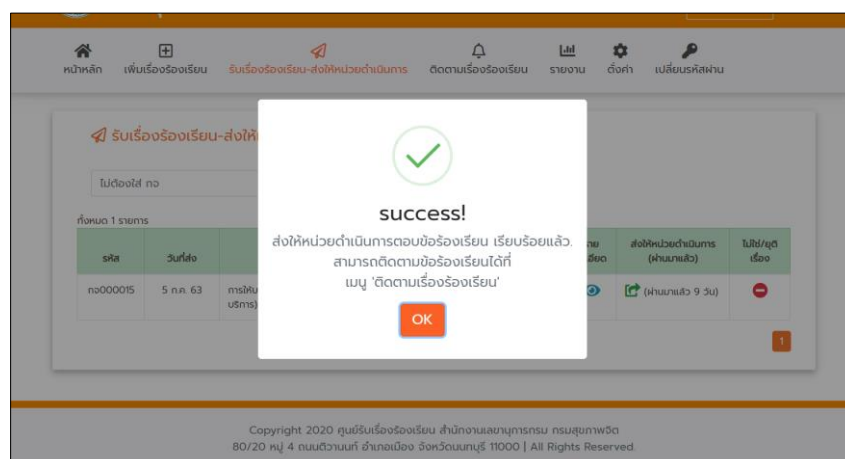 หน้าหลัก
เพิ่มเรื่องร้องเรียน
รับเรื่องร้องเรียน-ส่งให้หน่วยดำเนินการ
ติดตามเรื่องร้องเรียน
รายงาน
ตั้งค่า
เปลี่ยนรหัสผ่าน
รับเรื่องร้องเรียน-ส่งให้
ไม่ต้องใส่ กจ
ทั้งหมด 1 รายการ
รหัส
วันที่ส่ง
ส่งให้หน่วยดำเนินการ
(ผ่านมาแล้ว)
ไม่ใช่/ยุติ
เรื่อง
กจ000015
5 ก.ค. 63
การให้บ
บริการ)
(ผ่านมาแล้ว 9 วัน)
1
success!
ส่งให้หน่วยดำเนินการตอบข้อร้องเรียน เรียบร้อยแล้ว.
สามารถติดตามข้อร้องเรียนได้ที่
เมนู 'ติดตามเรื่องร้องเรียน'
OK
Copyright 2020 ศูนย์รับเรื่องร้องเรียน สำนักงานเลขานุการกรม กรมสุขภาพจิต
80/20 หมู่ 4 ถนนติวานนท์ อำเภอเมือง จังหวัดนนทบุรี 11000 | All Rights Reserved